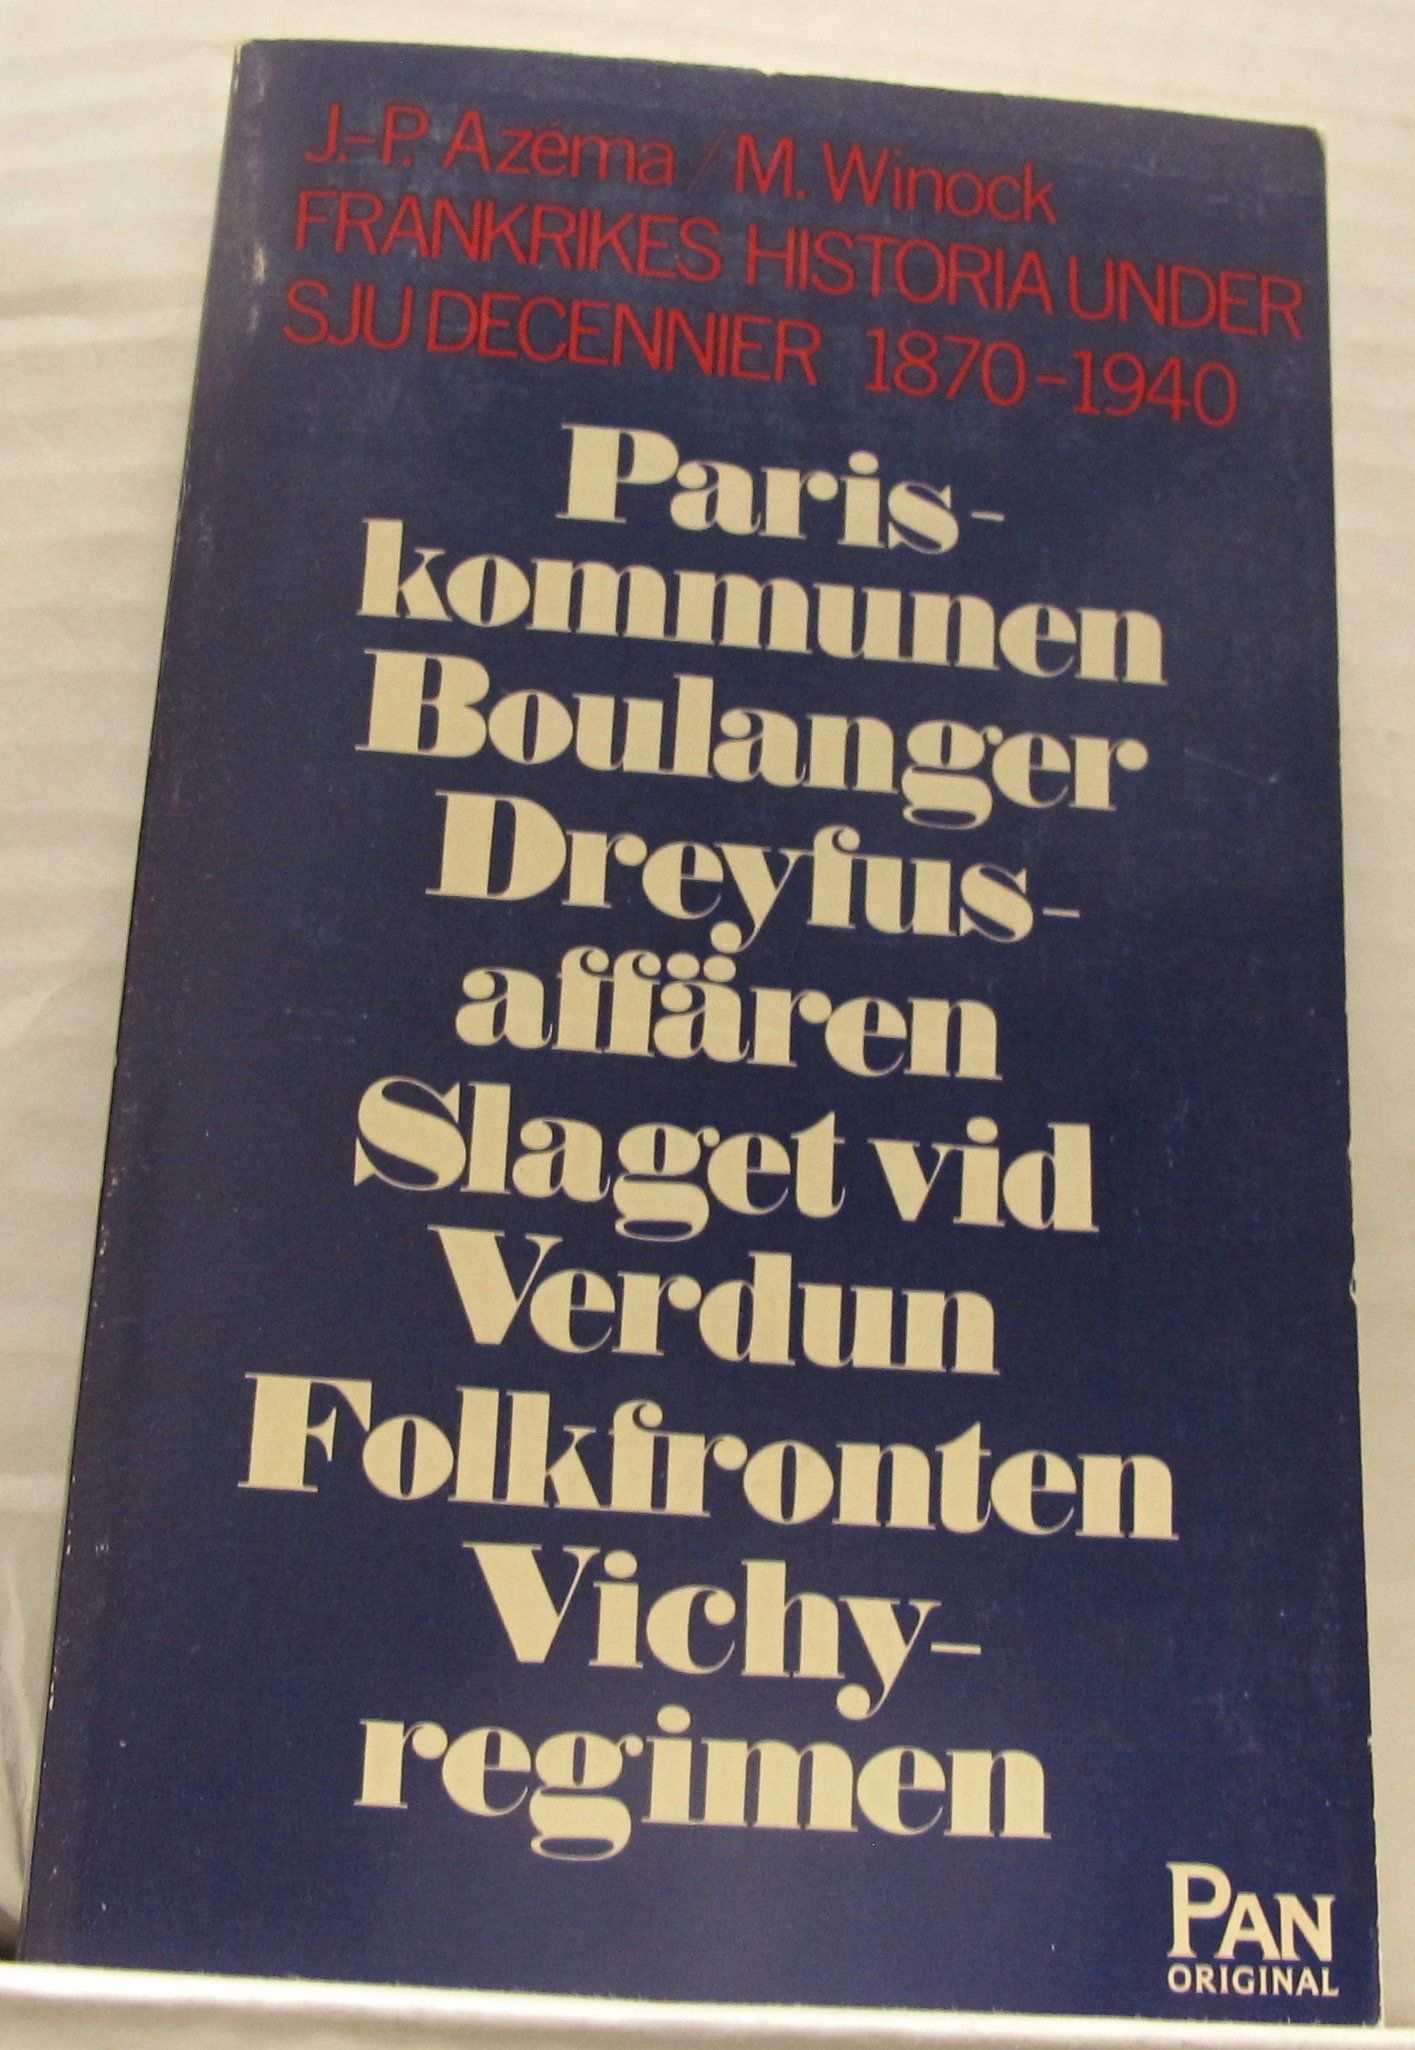 J.-P. Azéma / M. Winock
FRANKRIKES HISTORIA UNDER
SJU DECENNIER 1870-1940
Paris-
kommunen
Boulanger
Dreyfus-
affären
Slaget vid
Verdun
Folkfronten
Vichy-
regimen
PAN
ORIGINAL